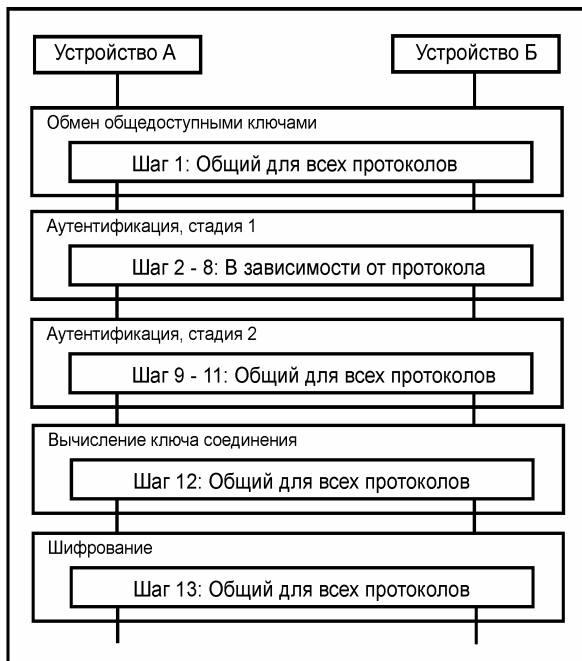 Устройство А
Устройство Б
Обмен общедоступными ключами
Шаг 1: Общий для всех протоколов
Аутентификация, стадия 1
Шаг 2 - 8: В зависимости от протокола
Аутентификация, стадия 2
Шаг 9 - 11: Общий для всех протоколов
Вычисление ключа соединения
Шаг 12: Общий для всех протоколов
Шифрование
Шаг 13: Общий для всех протоколов